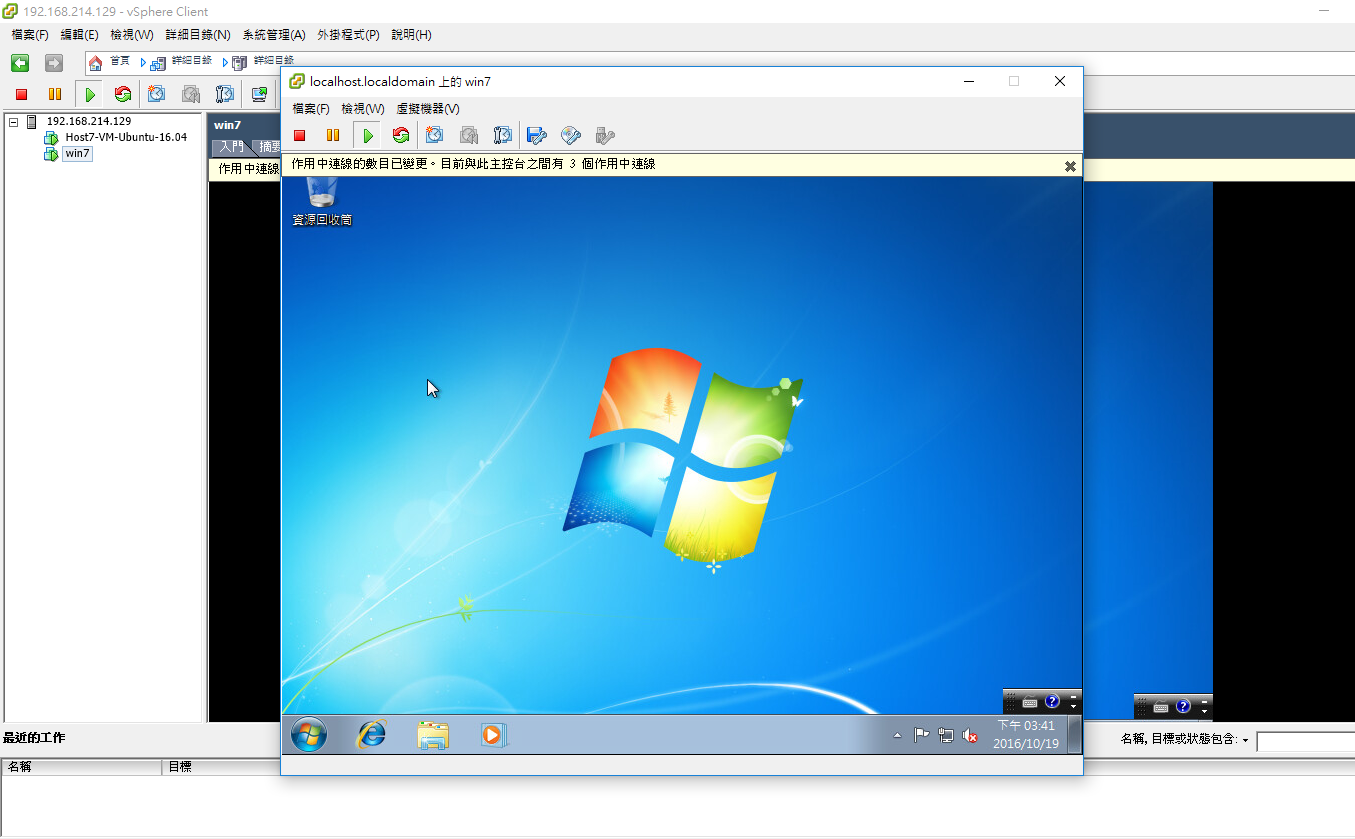 192.168.214.129 - vSphere Client
檔案(F) 編輯(E) 檢視(W) 詳細目錄(N) 系統管理(A) 外掛程式(P) 說明(H)
首頁 詳細目錄 詳細目錄
192.168.214.129
Host7-VM-Ubuntu-16.04
win7
win7
入門 摘要
作用中連線
localhost.localdomain 上的 win7
檔案(F) 檢視(W) 虛擬機器(V)
作用中連線的數目已變更。目前與此主控台之間有 3 個作用中連線
資源回收筒
下午 03:41
2016/10/19
最近的工作
名稱, 目標或狀態包含:
名稱 目標